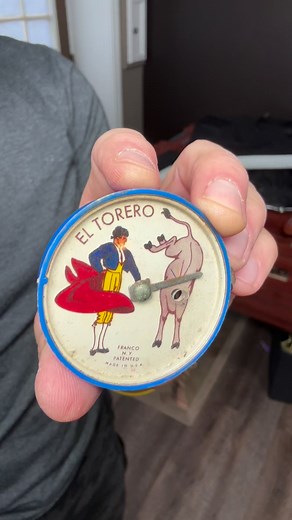 EL TORERO
FRANCO
N.Y.
PATENTED
MADE IN U.S.A.